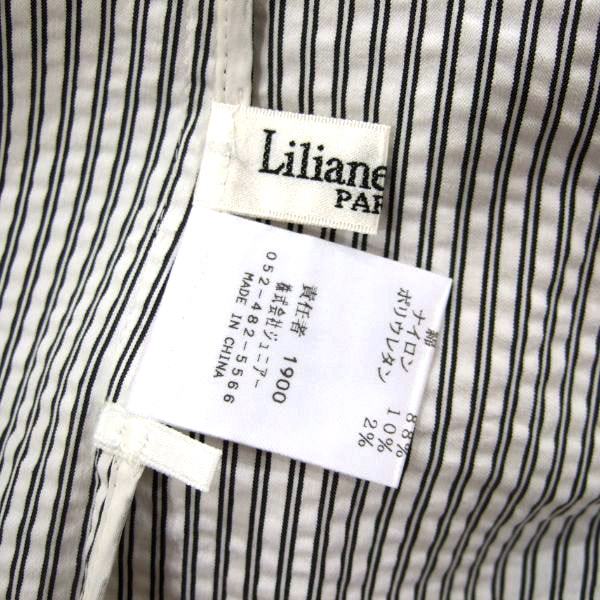 Liliane
PAR
綿 88%
ナイロン 10%
ポリウレタン 2%
責任者 1900
株式会社ジュニアー
052-482-5566
MADE IN CHINA